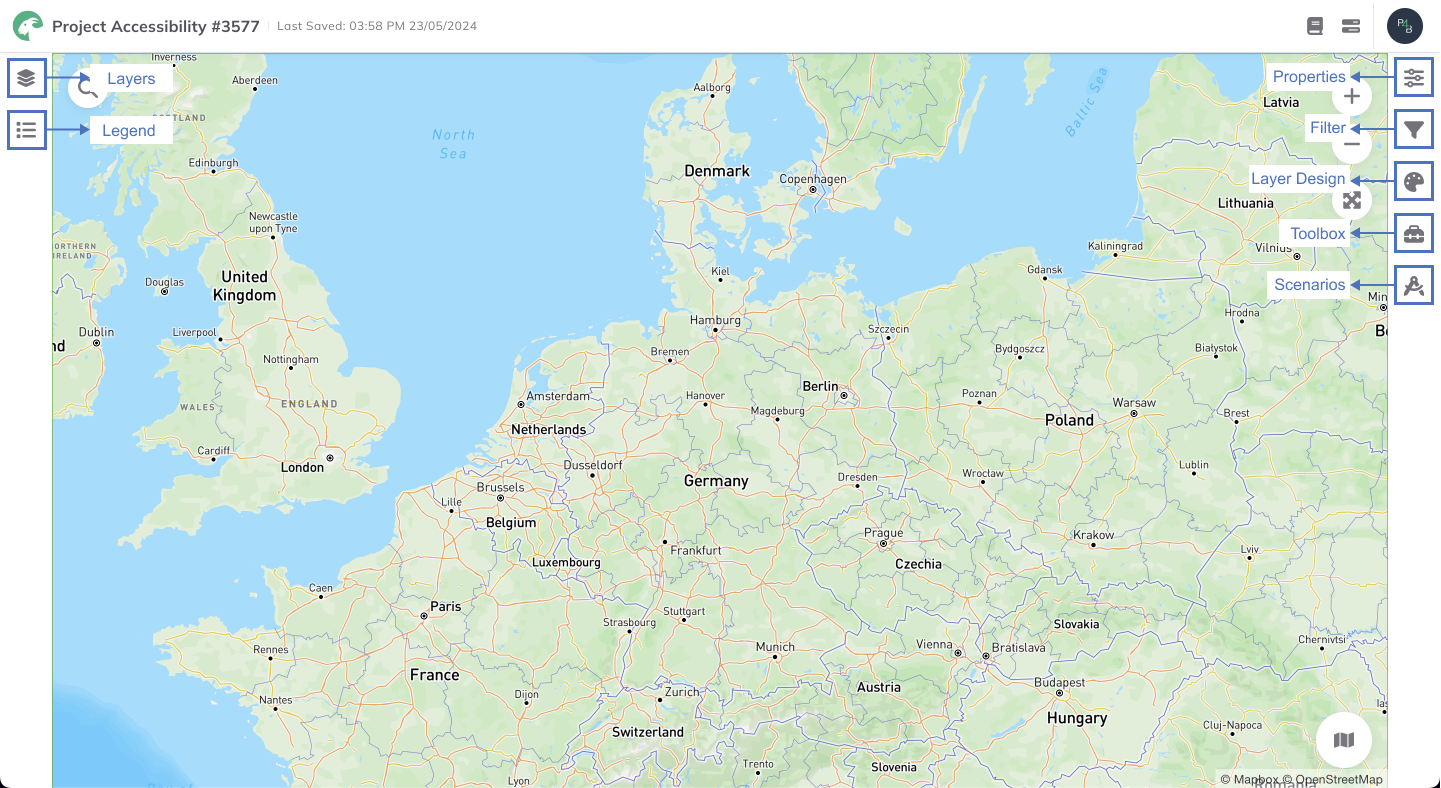 Project Accessibility #3577
Last Saved: 03:58 PM 23/05/2024
P4B
Layers
Legend
Properties
Filter
Layer Design
Toolbox
Scenarios
Inverness
Aberdeen
SCOTLAND
Edinburgh
Newcastle
upon Tyne
NORTHERN
IRELAND
Douglas
United
Kingdom
Dublin
Liverpool
Nottingham
WALES
ENGLAND
Cardiff
London
North
Sea
Aalborg
Denmark
Copenhagen
Baltic Sea
Latvia
Lithuania
Vilnius
Kaliningrad
Gdansk
Kiel
Hamburg
Szczecin
Hrodna
Bremen
Bydgoszcz
Białystok
Amsterdam
Hanover
Berlin
Poznan
Warsaw
Brest
Magdeburg
Netherlands
Poland
Dusseldorf
Lublin
Brussels
Germany
Dresden
Wrocław
Lille
Belgium
Prague
Krakow
Lviv
Frankfurt
Luxembourg
Czechia
Caen
Paris
Stuttgart
Strasbourg
Slovakia
Rennes
Munich
Vienna
Bratislava
Chernivtsi
France
Nantes
Dijon
Zurich
Austria
Budapest
Switzerland
Hungary
Cluj-Napoca
Trento
Slovenia
Lyon
Romania
© Mapbox © OpenStreetMap